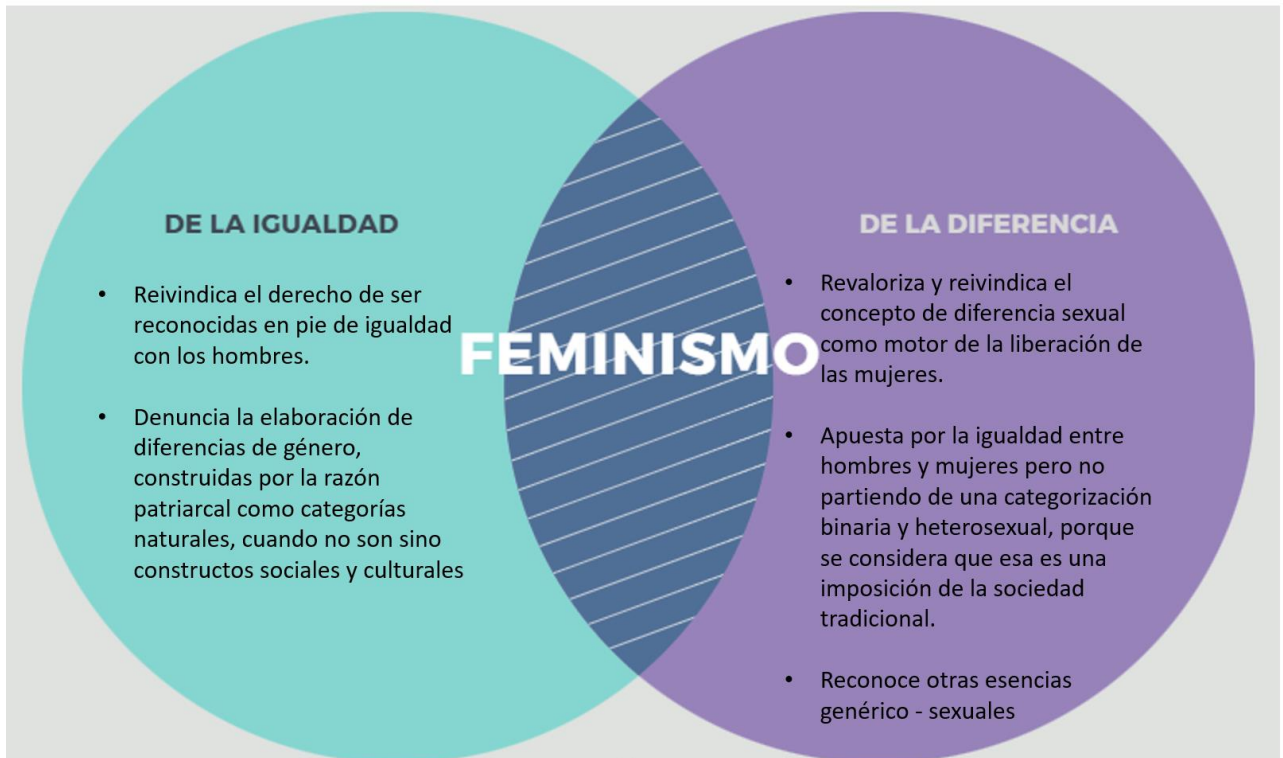 DE LA IGUALDAD
• Reivindica el derecho de ser
reconocidas en pie de igualdad
con los hombres.
• Denuncia la elaboración de
diferencias de género,
construidas por la razón
patriarcal como categorías
naturales, cuando no son sino
constructos sociales y culturales
FEMINISMO
DE LA DIFERENCIA
• Revaloriza y reivindica el
concepto de diferencia sexual
como motor de la liberación de
las mujeres.
• Apuesta por la igualdad entre
hombres y mujeres pero no
partiendo de una categorización
binaria y heterosexual, porque
se considera que esa es una
imposición de la sociedad
tradicional.
• Reconoce otras esencias
genérico - sexuales